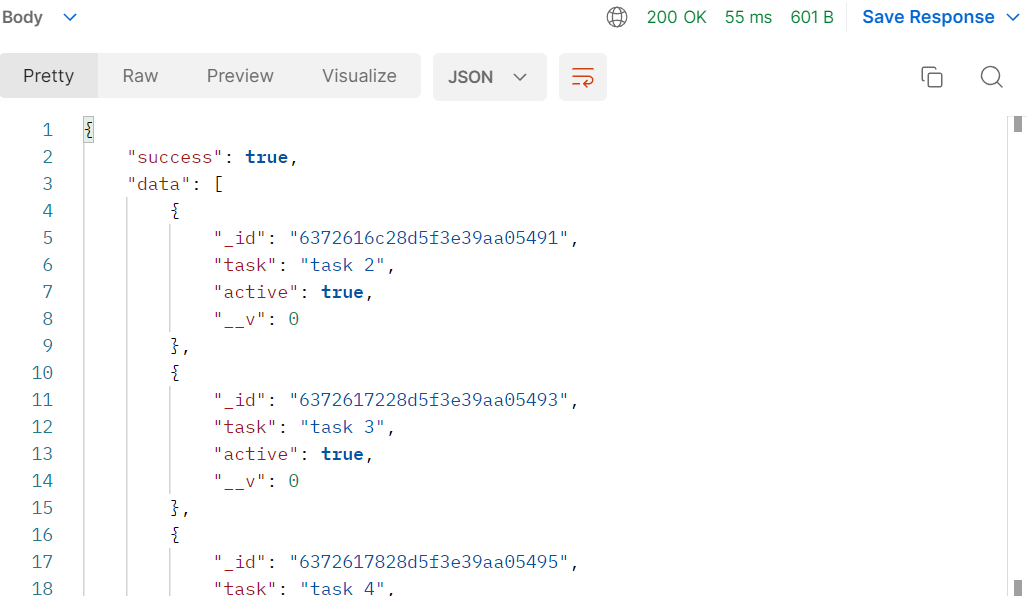 Body 200 OK 55 ms 601 B Save Response
Pretty Raw Preview Visualize JSON
1 {
2 "success": true,
3 "data": [
4 {
5 "_id": "6372616c28d5f3e39aa05491",
6 "task": "task 2",
7 "active": true,
8 "__v": 0
9 },
10 {
11 "_id": "6372617228d5f3e39aa05493",
12 "task": "task 3",
13 "active": true,
14 "__v": 0
15 },
16 {
17 "_id": "6372617828d5f3e39aa05495",
18 "task": "task 4",